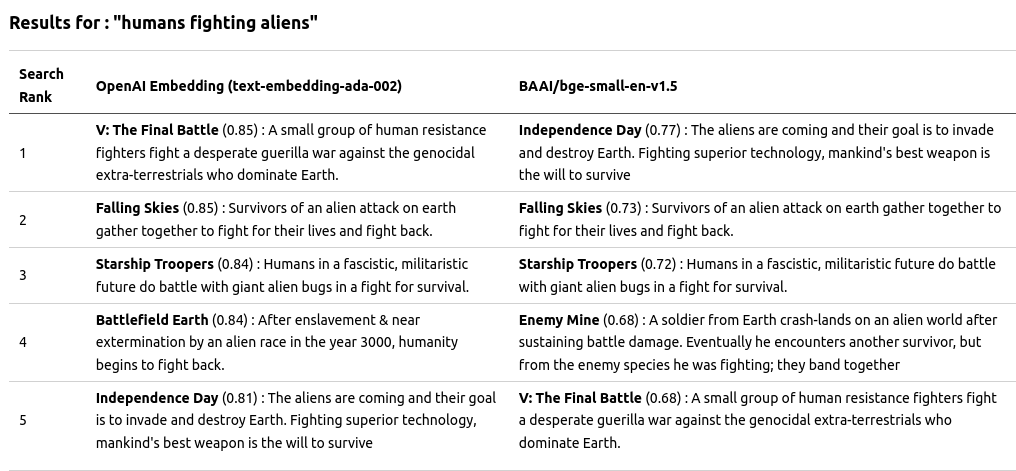 Results for : "humans fighting aliens"
Search
Rank
OpenAI Embedding (text-embedding-ada-002)
BAAI/bge-small-en-v1.5
1
V: The Final Battle (0.85) : A small group of human resistance
fighters fight a desperate guerilla war against the genocidal
extra-terrestrials who dominate Earth.
Independence Day (0.77) : The aliens are coming and their goal is to invade
and destroy Earth. Fighting superior technology, mankind's best weapon is
the will to survive
2
Falling Skies (0.85) : Survivors of an alien attack on earth
gather together to fight for their lives and fight back.
Falling Skies (0.73) : Survivors of an alien attack on earth gather together to
fight for their lives and fight back.
3
Starship Troopers (0.84) : Humans in a fascistic, militaristic
future do battle with giant alien bugs in a fight for survival.
Starship Troopers (0.72) : Humans in a fascistic, militaristic future do battle
with giant alien bugs in a fight for survival.
4
Battlefield Earth (0.84) : After enslavement & near
extermination by an alien race in the year 3000, humanity
begins to fight back.
Enemy Mine (0.68) : A soldier from Earth crash-lands on an alien world after
sustaining battle damage. Eventually he encounters another survivor, but
from the enemy species he was fighting; they band together
5
Independence Day (0.81) : The aliens are coming and their goal
is to invade and destroy Earth. Fighting superior technology,
mankind's best weapon is the will to survive
V: The Final Battle (0.68) : A small group of human resistance fighters fight
a desperate guerilla war against the genocidal extra-terrestrials who
dominate Earth.